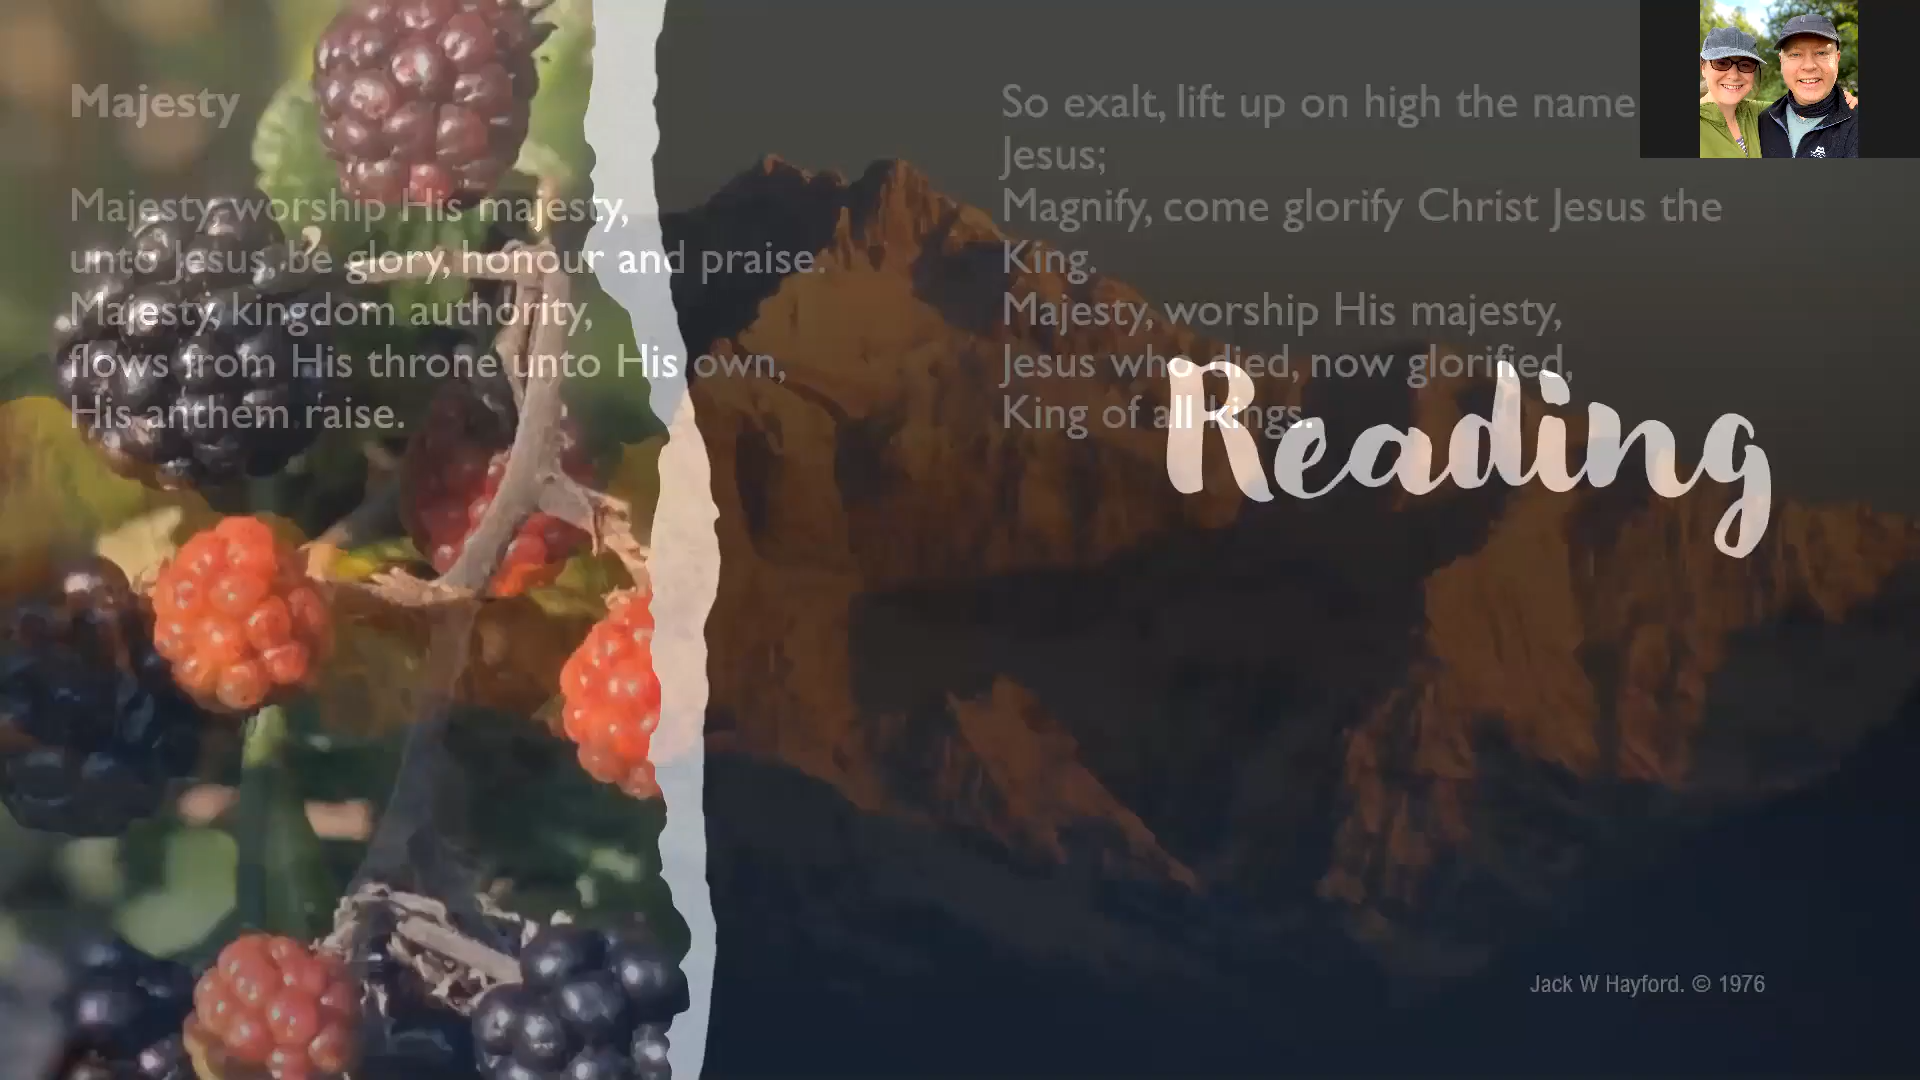 Majesty
Majesty, worship His majesty,
unto Jesus, be glory, honour and praise.
Majesty, kingdom authority,
flows from His throne unto His own,
His anthem raise.
So exalt, lift up on high the name
Jesus;
Magnify, come glorify Christ Jesus the
King.
Majesty, worship His majesty,
Jesus who died, now glorified,
King of all kings.
Reading
Jack W Hayford. © 1976